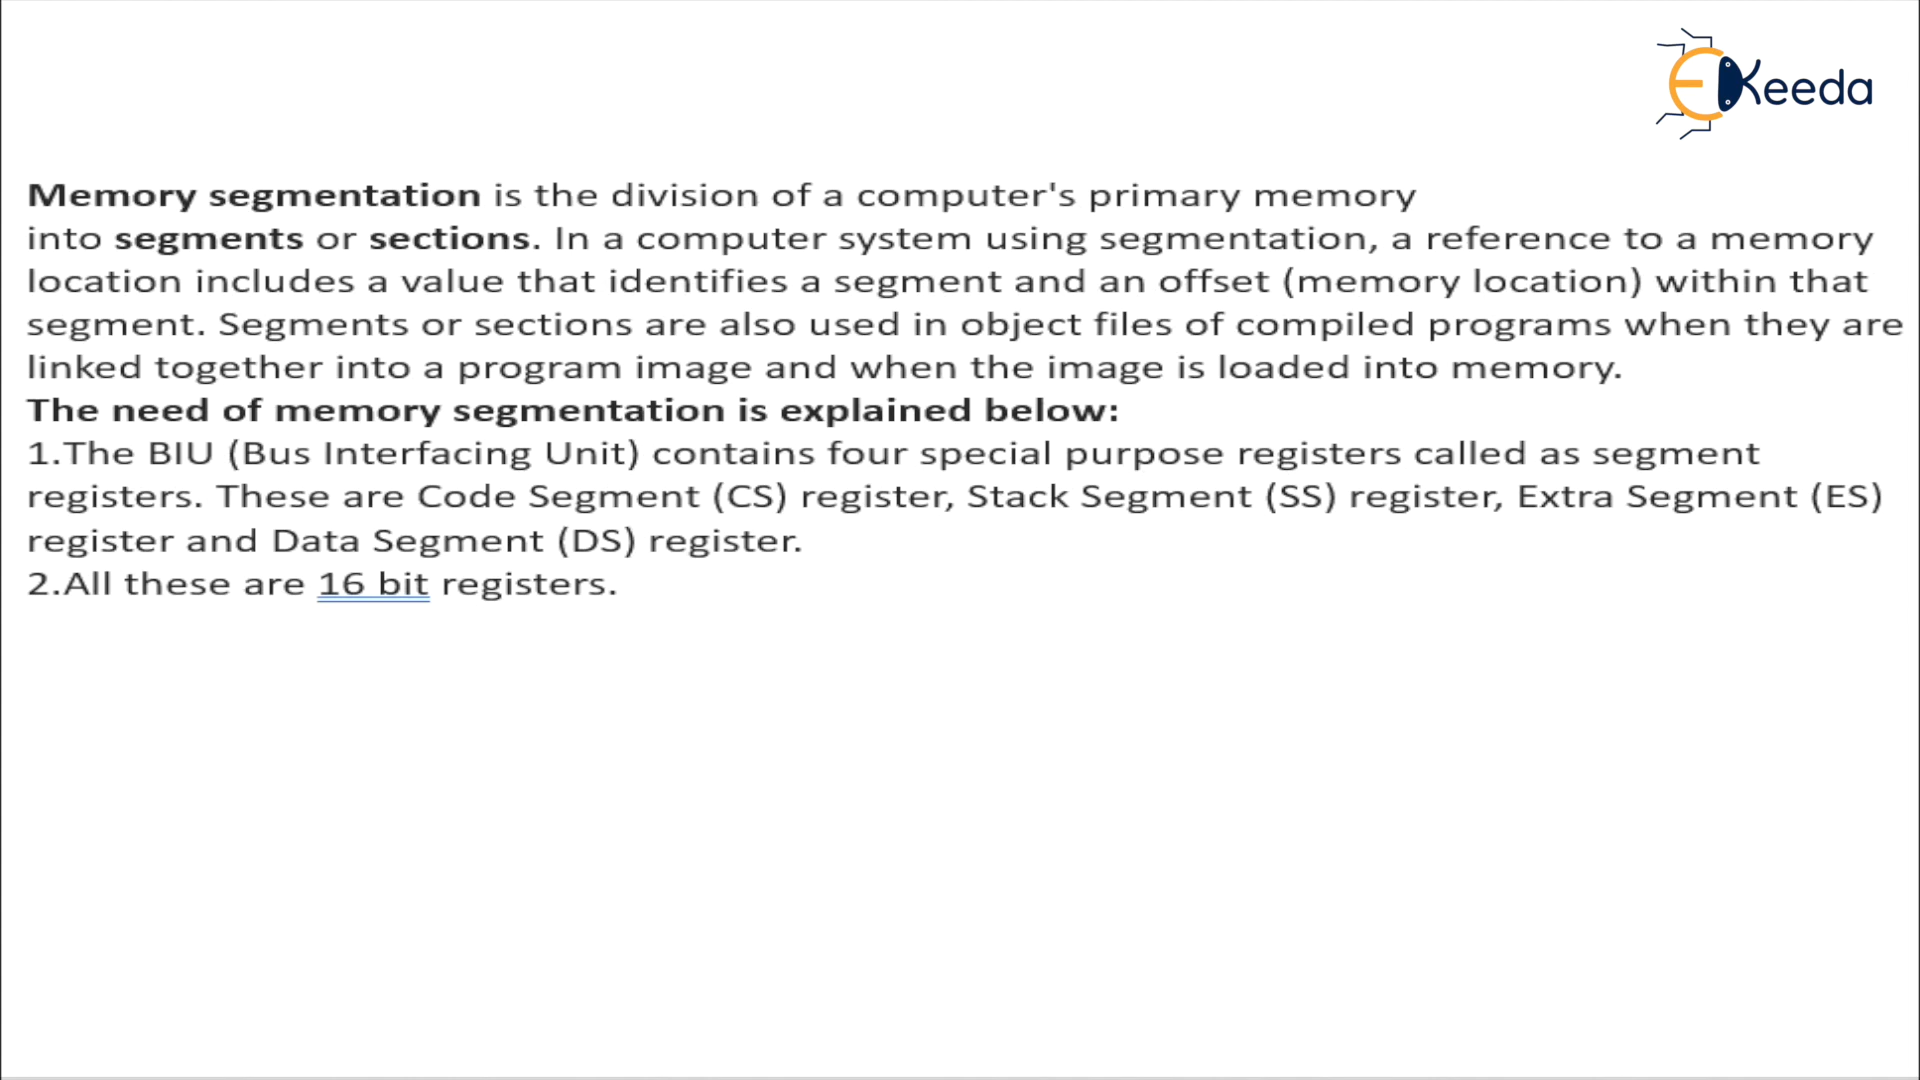 EKeeda
Memory segmentation is the division of a computer's primary memory
into segments or sections. In a computer system using segmentation, a reference to a memory
location includes a value that identifies a segment and an offset (memory location) within that
segment. Segments or sections are also used in object files of compiled programs when they are
linked together into a program image and when the image is loaded into memory.
The need of memory segmentation is explained below:
1.The BIU (Bus Interfacing Unit) contains four special purpose registers called as segment
registers. These are Code Segment (CS) register, Stack Segment (SS) register, Extra Segment (ES)
register and Data Segment (DS) register.
2.All these are 16 bit registers.